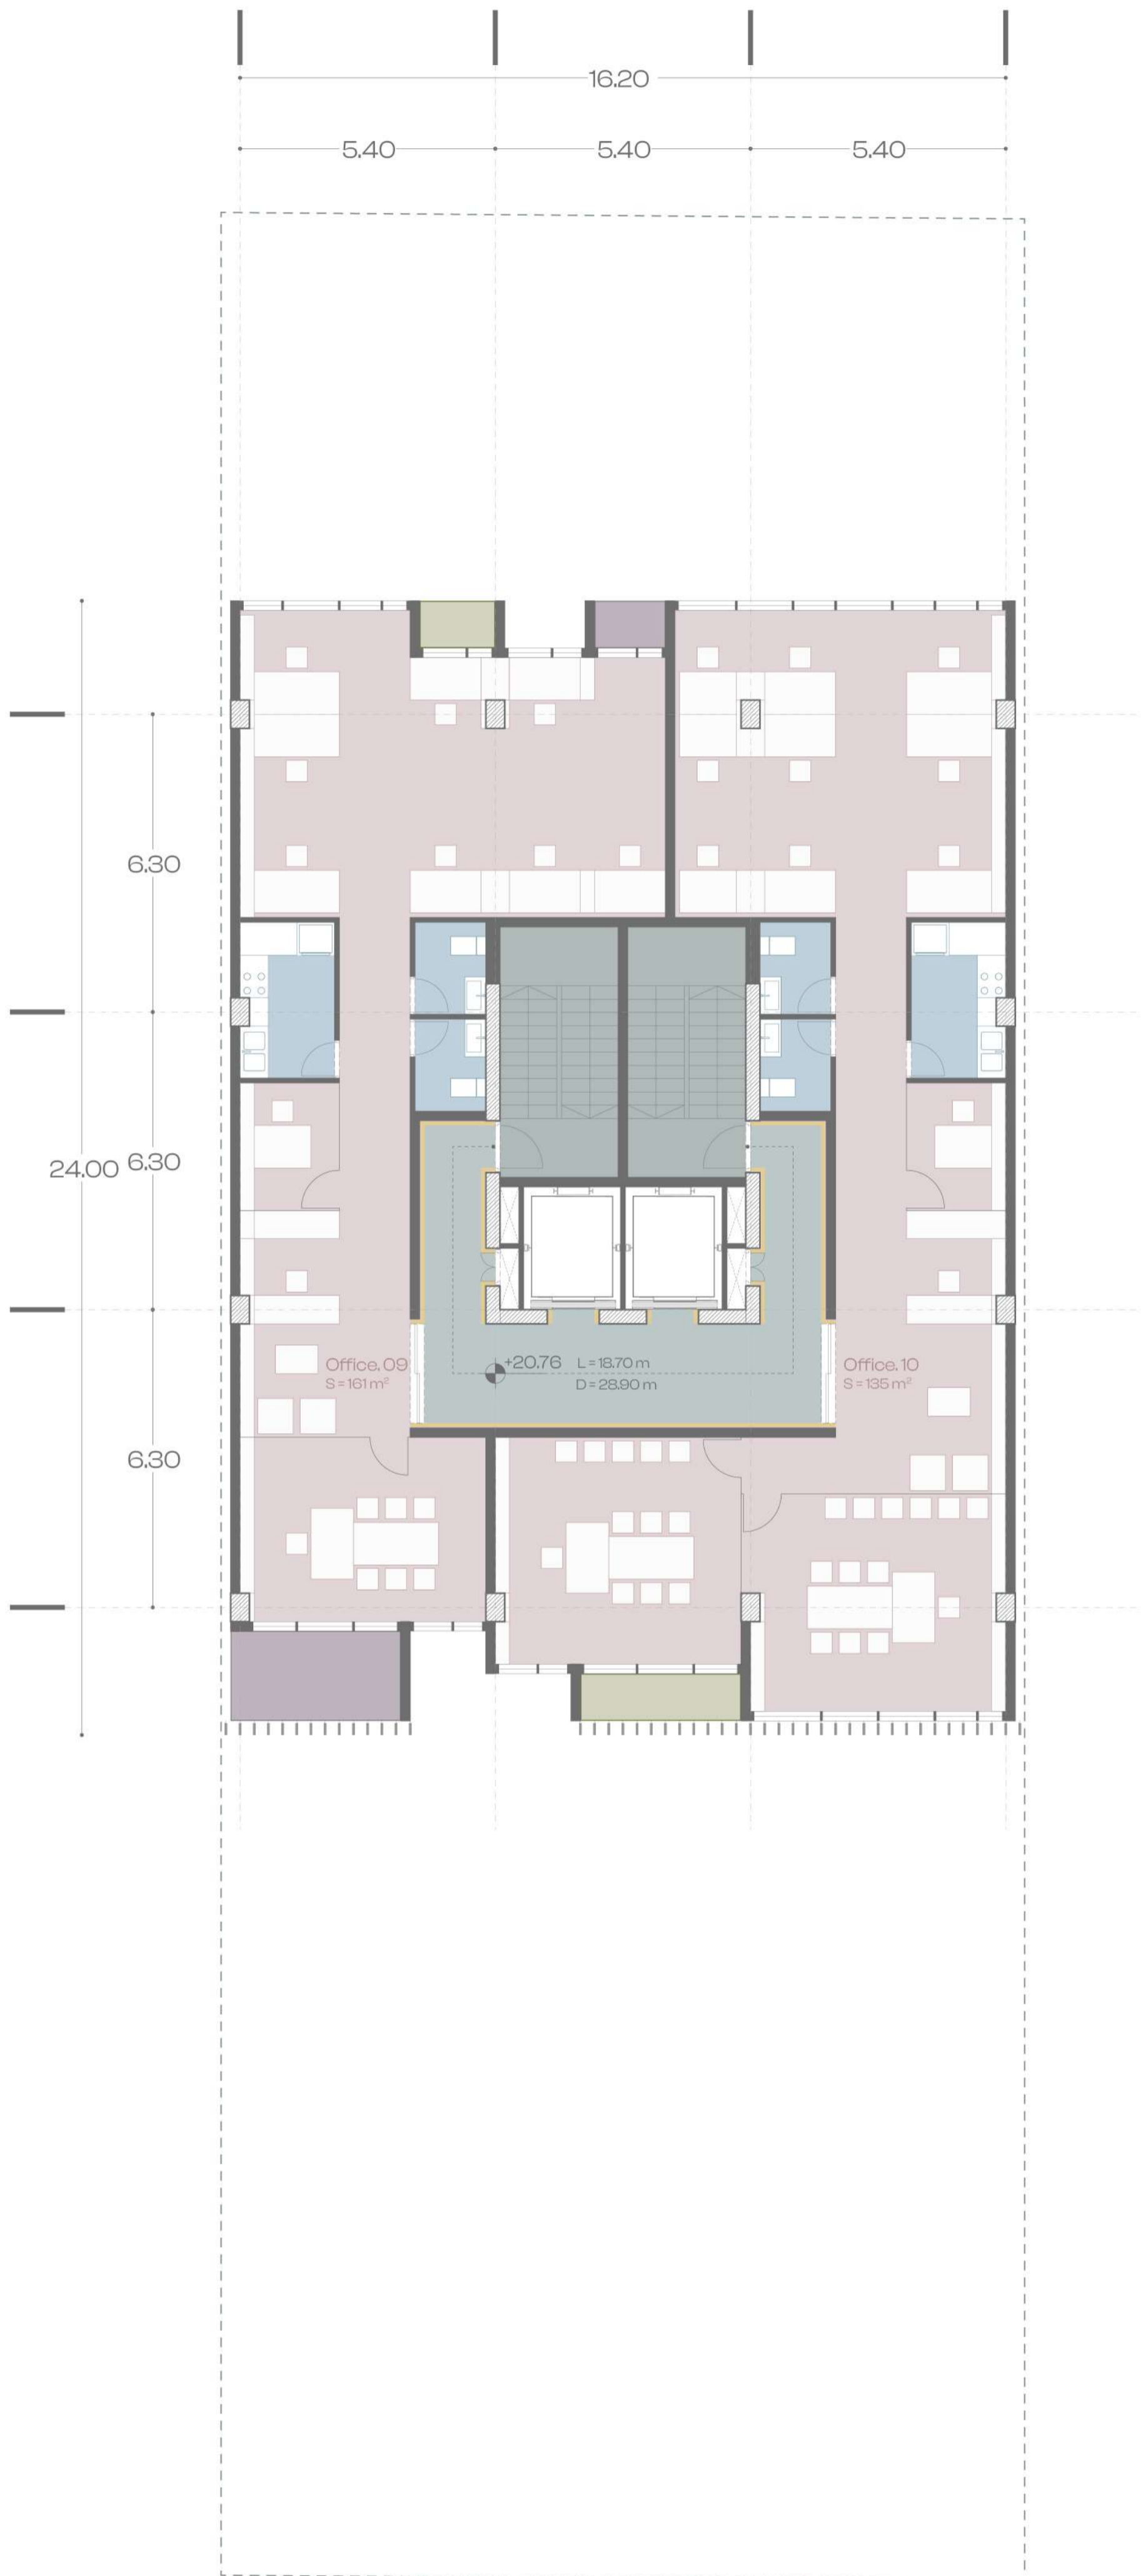 16.20
5.40 5.40 5.40
6.30
24.00 6.30
Office. 09
S = 161 m²
+20.76 L = 18.70 m
D = 28.90 m
Office. 10
S = 135 m²
6.30